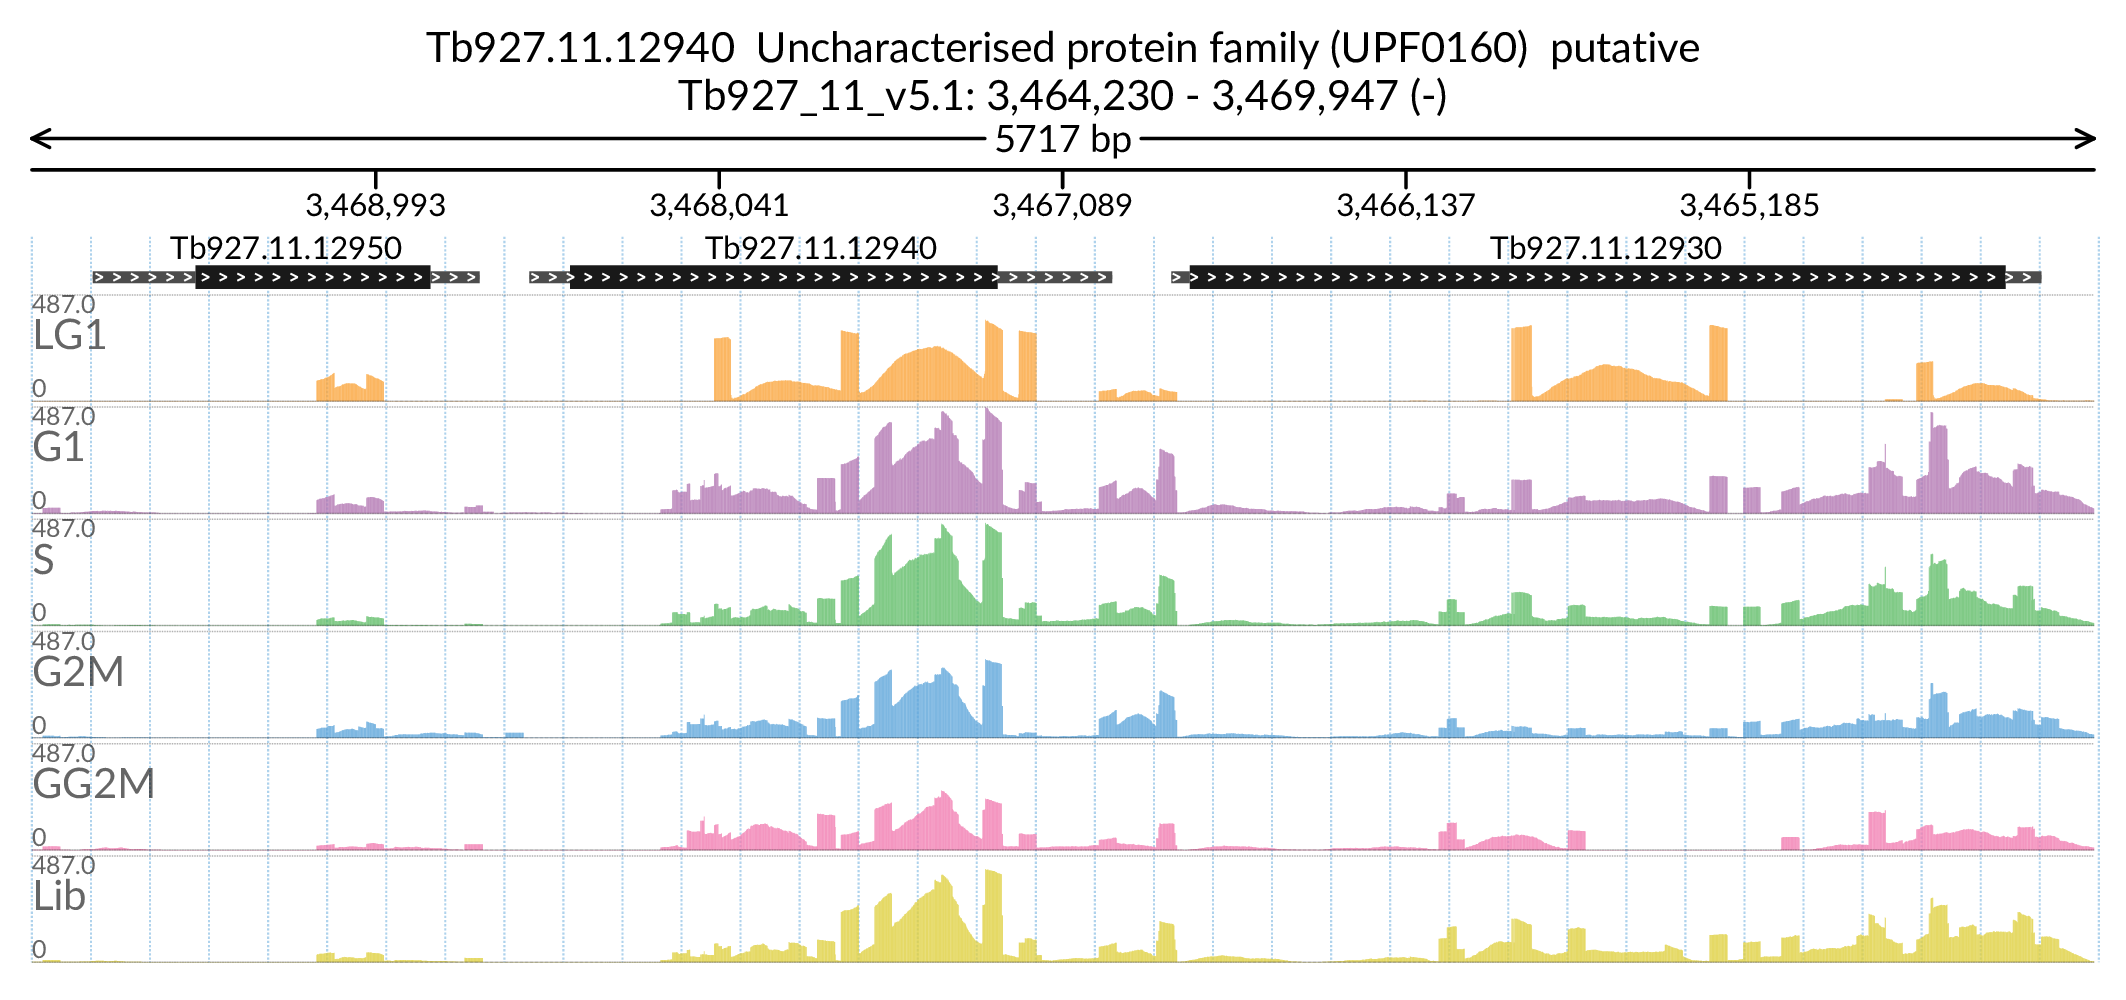 Tb927.11.12940  Uncharacterised protein family (UPF0160)  putative
Tb927_11_v5.1: 3,464,230 - 3,469,947 (-)
5717 bp
3,468,993 3,468,041 3,467,089 3,466,137 3,465,185
Tb927.11.12950 Tb927.11.12940 Tb927.11.12930
487.0
LG1
0
487.0
G1
0
487.0
S
0
487.0
G2M
0
487.0
GG2M
0
487.0
Lib
0